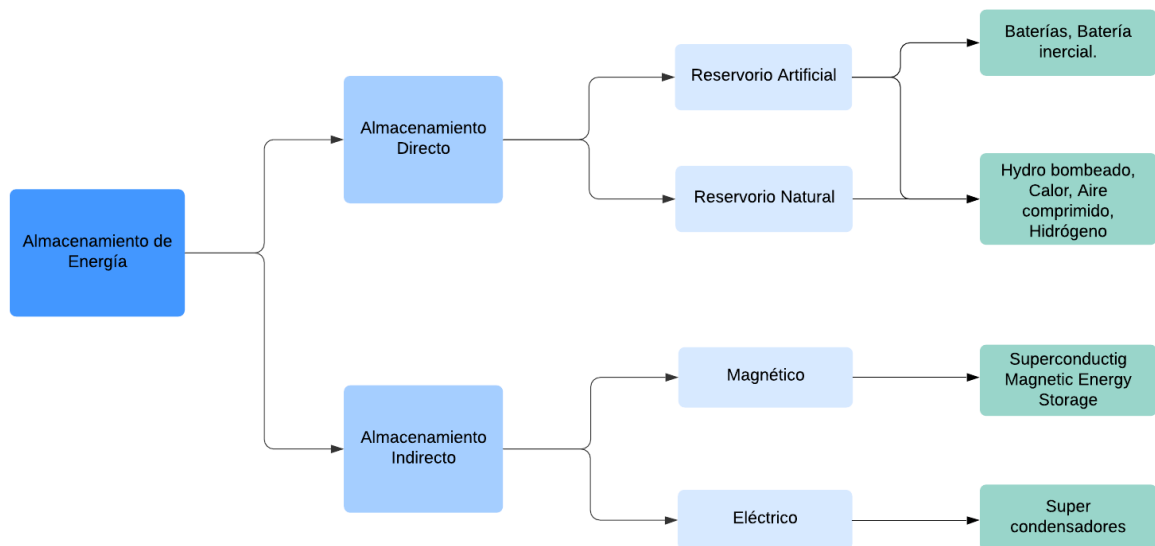 Almacenamiento de
Energía
Almacenamiento
Directo
Almacenamiento
Indirecto
Reservorio Artificial
Reservorio Natural
Magnético
Eléctrico
Baterías, Batería
inercial.
Hydro bombeado,
Calor, Aire
comprimido,
Hidrógeno
Superconductig
Magnetic Energy
Storage
Super
condensadores